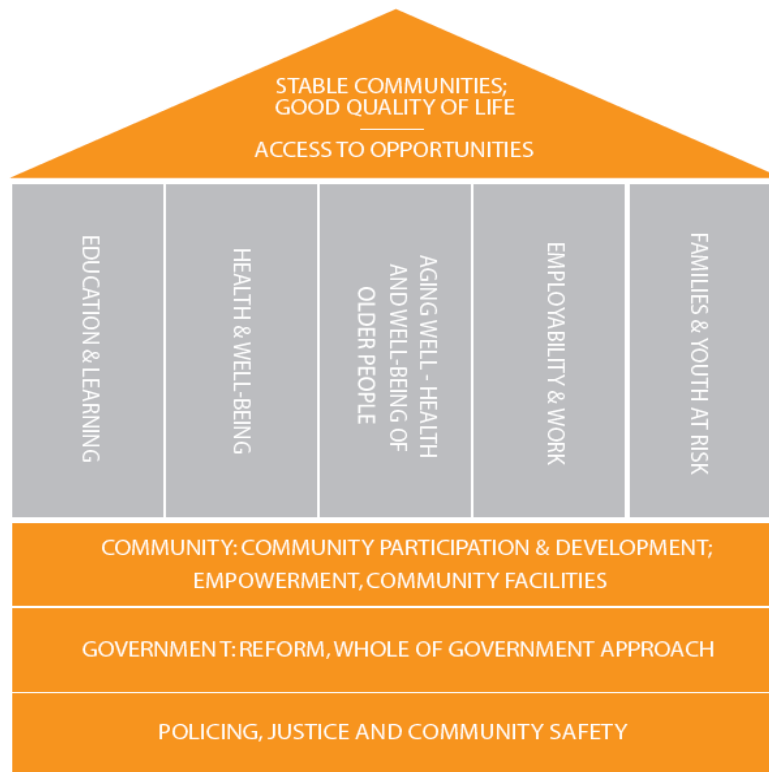 STABLE COMMUNITIES;
GOOD QUALITY OF LIFE
ACCESS TO OPPORTUNITIES
EDUCATION & LEARNING
HEALTH & WELL-BEING
AGING WELL - HEALTH
AND WELL-BEING OF
OLDER PEOPLE
EMPLOYABILITY & WORK
FAMILIES & YOUTH AT RISK
COMMUNITY: COMMUNITY PARTICIPATION & DEVELOPMENT;
EMPOWERMENT, COMMUNITY FACILITIES
GOVERNMENT: REFORM, WHOLE OF GOVERNMENT APPROACH
POLICING, JUSTICE AND COMMUNITY SAFETY